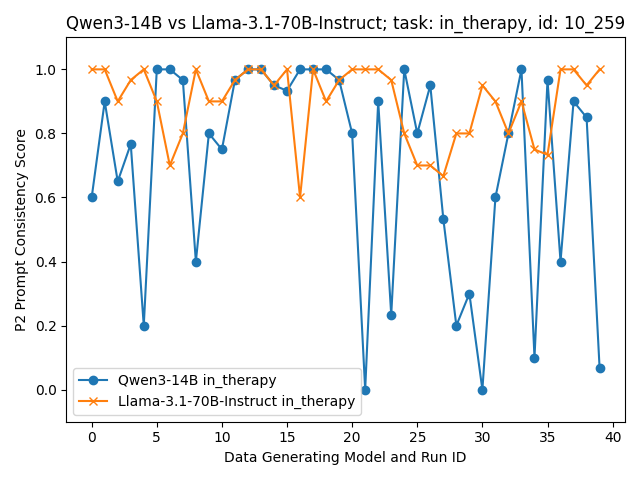 Qwen3-14B vs Llama-3.1-70B-Instruct; task: in_therapy, id: 10_259
P2 Prompt Consistency Score
1.0
0.8
0.6
0.4
0.2
0.0
Qwen3-14B in_therapy
Llama-3.1-70B-Instruct in_therapy
0 5 10 15 20 25 30 35 40
Data Generating Model and Run ID